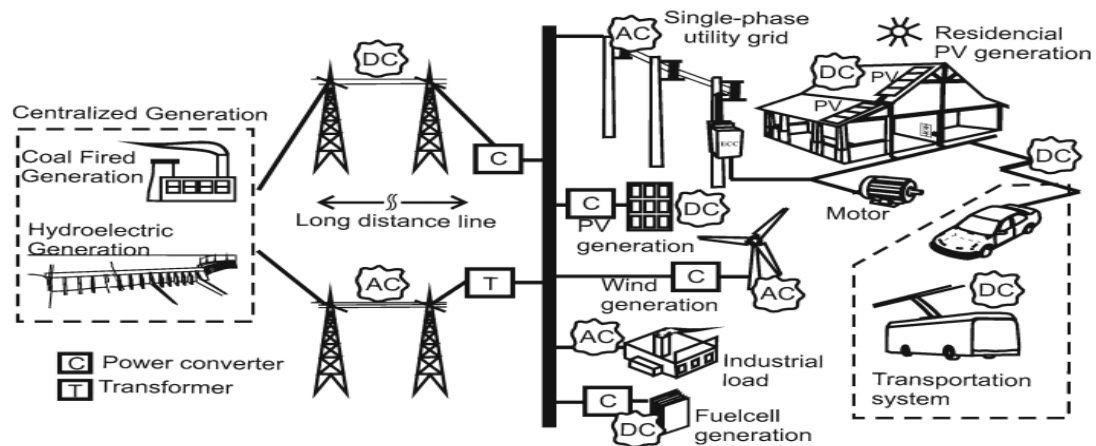 Centralized Generation
Coal Fired
Generation
Hydroelectric
Generation
C Power converter
T Transformer
DC
Long distance line
AC
C
T
AC
Single-phase
utility grid
Residencial
PV generation
DC
PV
PV
ECC
DC
Motor
C
DC
PV
generation
C
Wind
generation
AC
AC
Industrial
load
C
DC
Fuelcell
generation
DC
Transportation
system